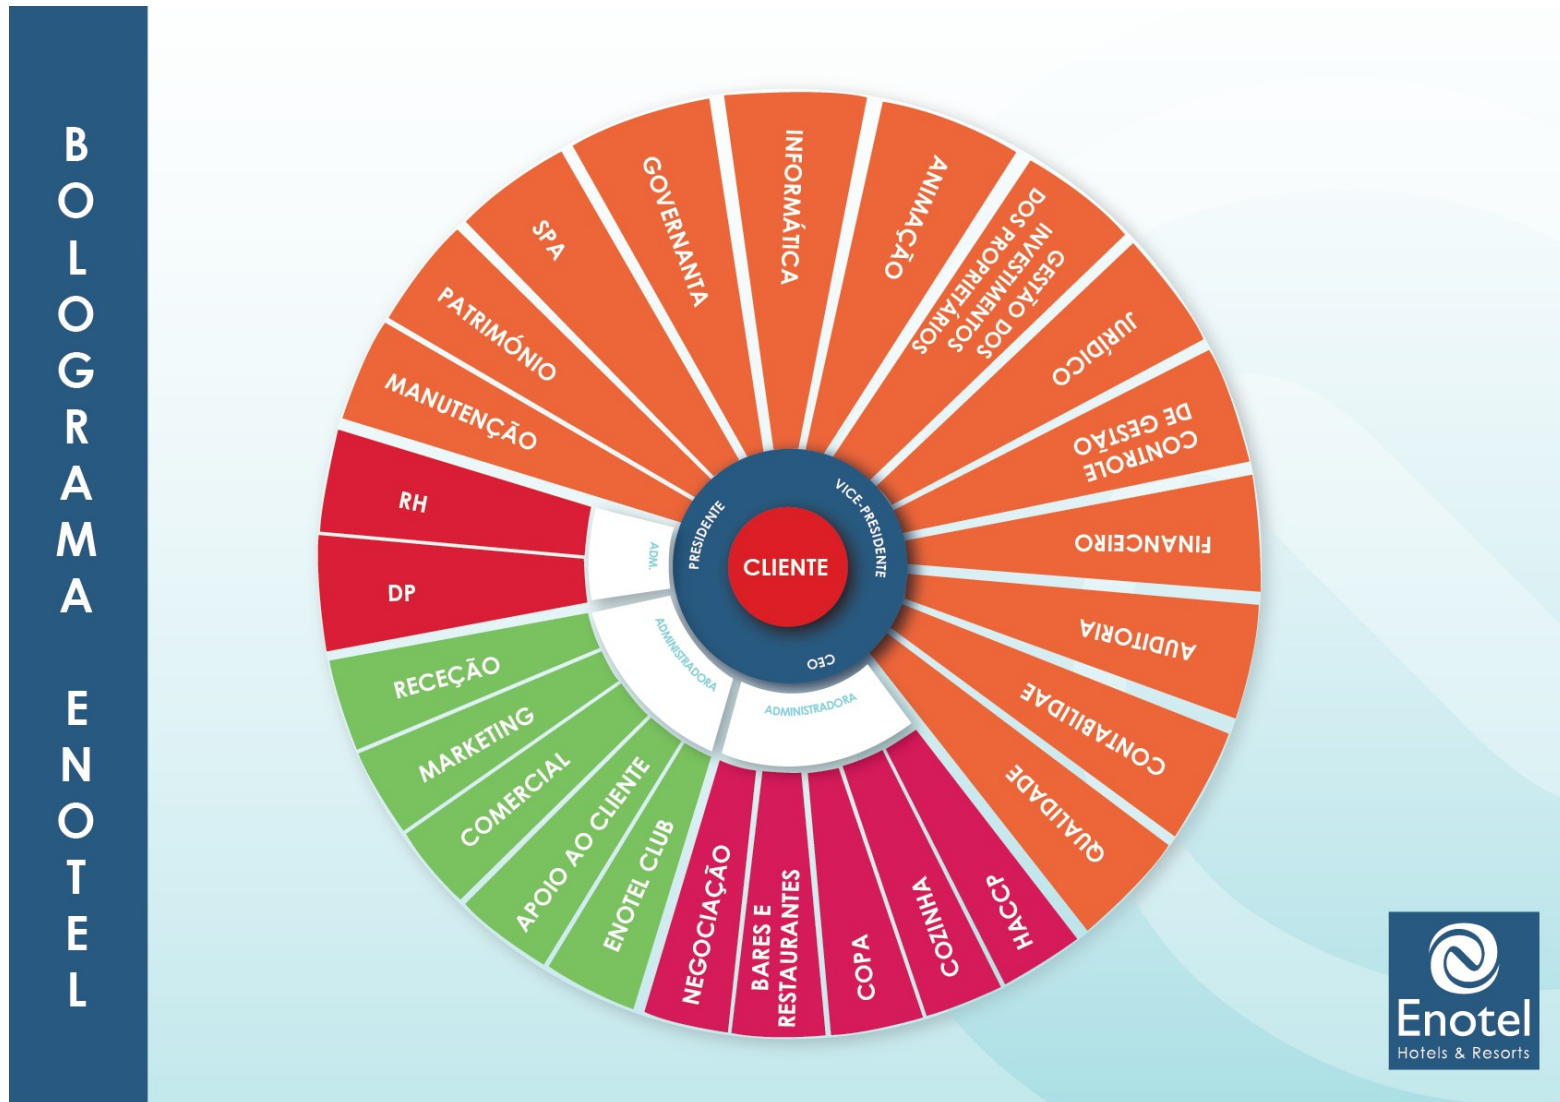 BOLOGRAMA ENOTEL
INFORMÁTICA
ANIMAÇÃO
GESTÃO DOS
INVESTIMENTOS
DOS PROPRIETÁRIOS
JURÍDICO
CONTROLE
DE GESTÃO
FINANCEIRO
AUDITORIA
CONTABILIDAE
QUALIDADE
HACCP
COZINHA
COPA
BARES E
RESTAURANTES
NEGOCIAÇÃO
ENOTEL CLUB
APOIO AO CLIENTE
COMERCIAL
MARKETING
RECEÇÃO
DP
RH
MANUTENÇÃO
PATRIMÓNIO
SPA
GOVERNANTA
ADM.
ADMINISTRADORA
ADMINISTRADORA
PRESIDENTE
VICE-PRESIDENTE
CEO
CLIENTE
Enotel
Hotels & Resorts